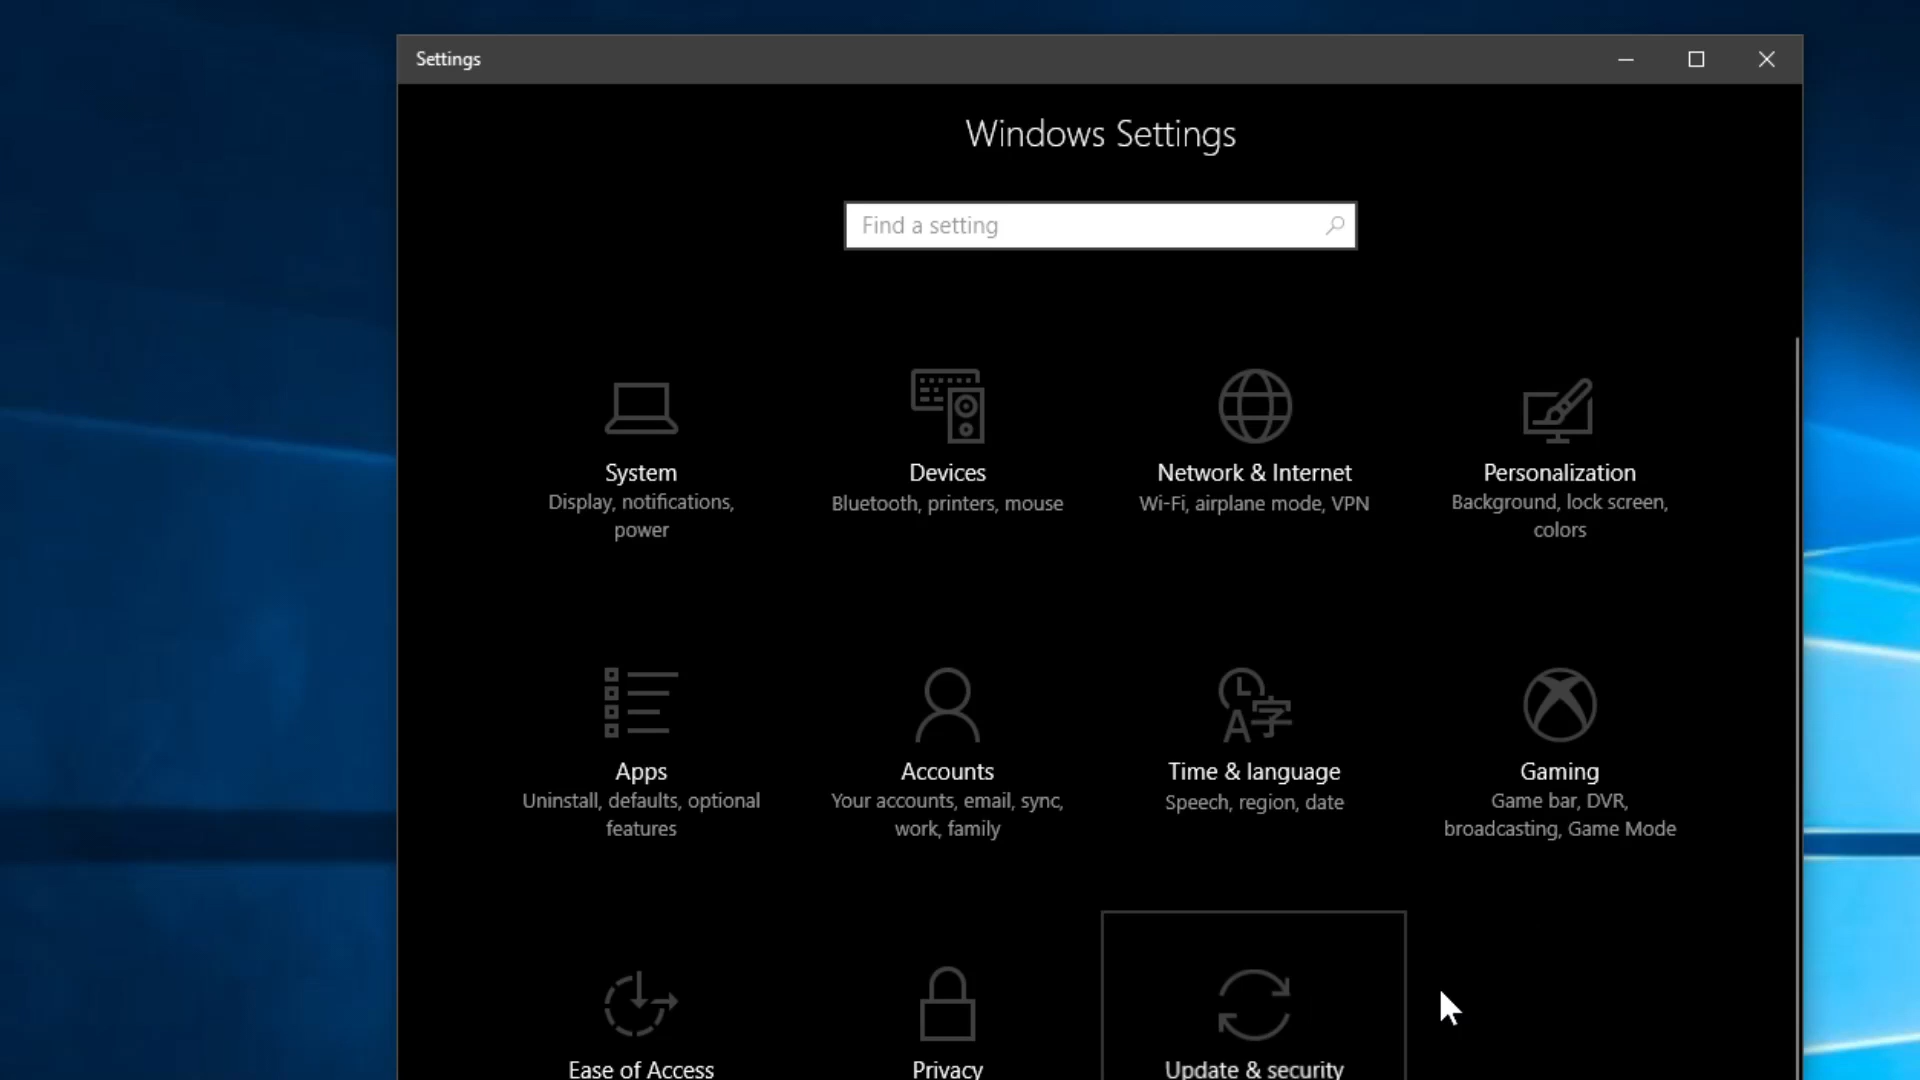 Settings
Windows Settings
Find a setting
System
Display, notifications,
power
Devices
Bluetooth, printers, mouse
Network & Internet
Wi-Fi, airplane mode, VPN
Personalization
Background, lock screen,
colors
Apps
Uninstall, defaults, optional
features
Accounts
Your accounts, email, sync,
work, family
A字
Time & language
Speech, region, date
Gaming
Game bar, DVR,
broadcasting, Game Mode
Ease of Access
Privacy
Update & security